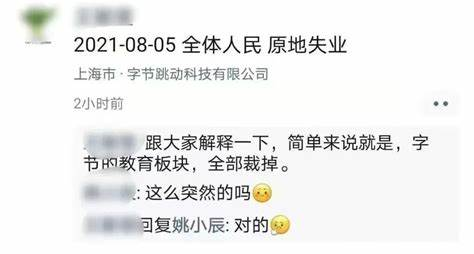 2021-08-05 全体人民 原地失业
上海市 · 字节跳动科技有限公司
2小时前
跟大家解释一下，简单来说就是，字
节的教育板块，全部裁掉。
: 这么突然的吗
回复姚小辰: 对的